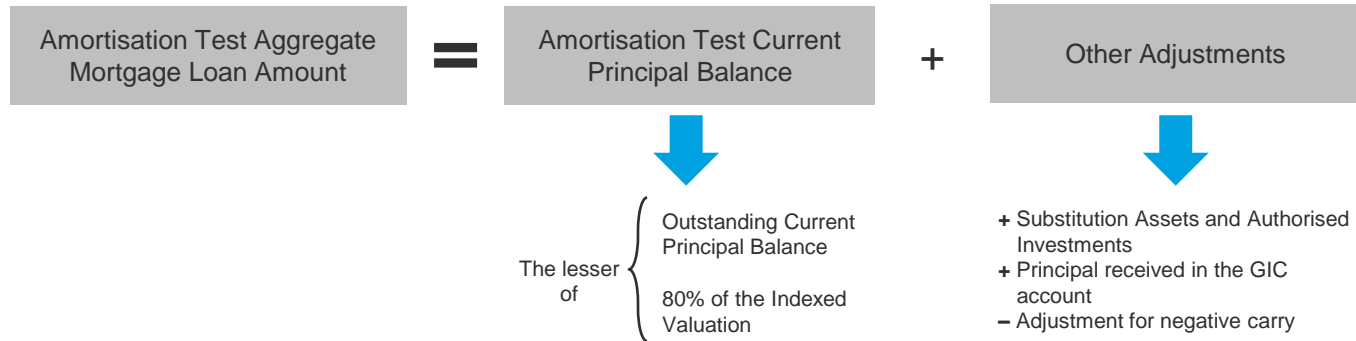 Amortisation Test Aggregate
Mortgage Loan Amount
=
Amortisation Test Current
Principal Balance
+
Other Adjustments
The lesser
of
Outstanding Current
Principal Balance
80% of the Indexed
Valuation
+ Substitution Assets and Authorised
Investments
+ Principal received in the GIC
account
– Adjustment for negative carry